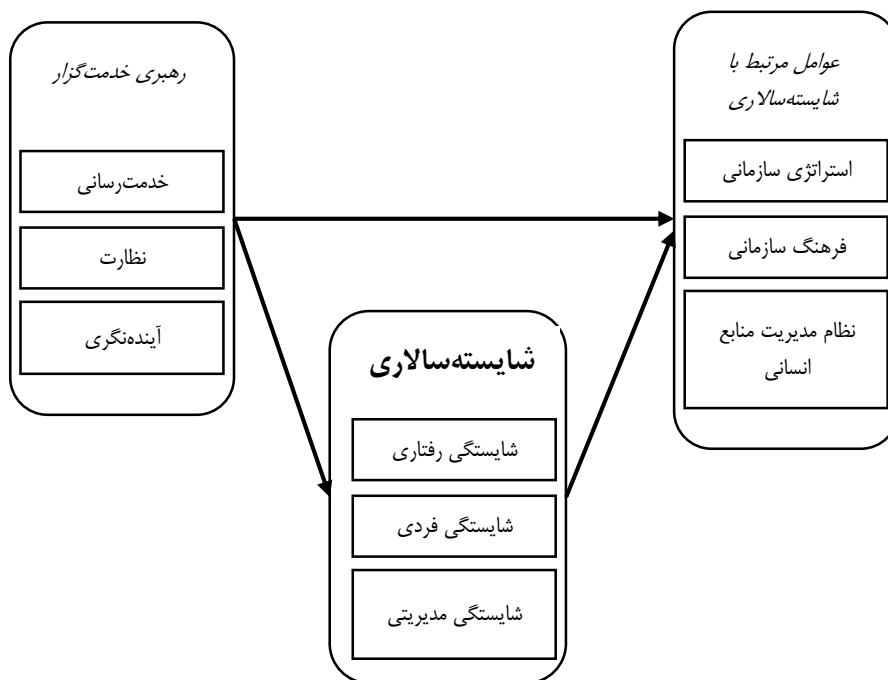 عوامل مرتبط با
شایسته‌سالاری
استراتژی سازمانی
فرهنگ سازمانی
نظام مدیریت منابع
انسانی
رهبری خدمت‌گزار
خدمت‌رسانی
نظارت
آینده‌نگری
شایسته‌سالاری
شایستگی رفتاری
شایستگی فردی
شایستگی مدیریتی